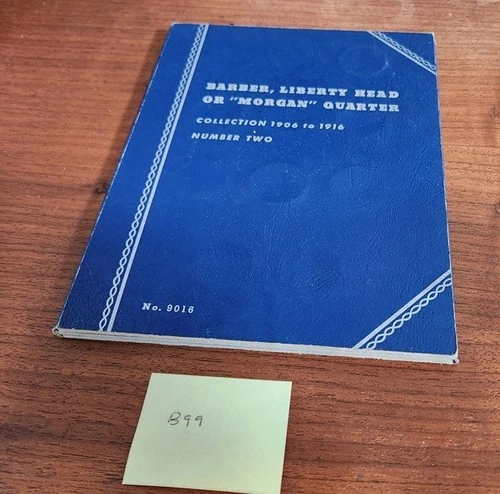 BARBER, LIBERTY HEAD
OR "MORGAN" QUARTER
COLLECTION 1906 to 1916
NUMBER TWO
No. 9016
B99